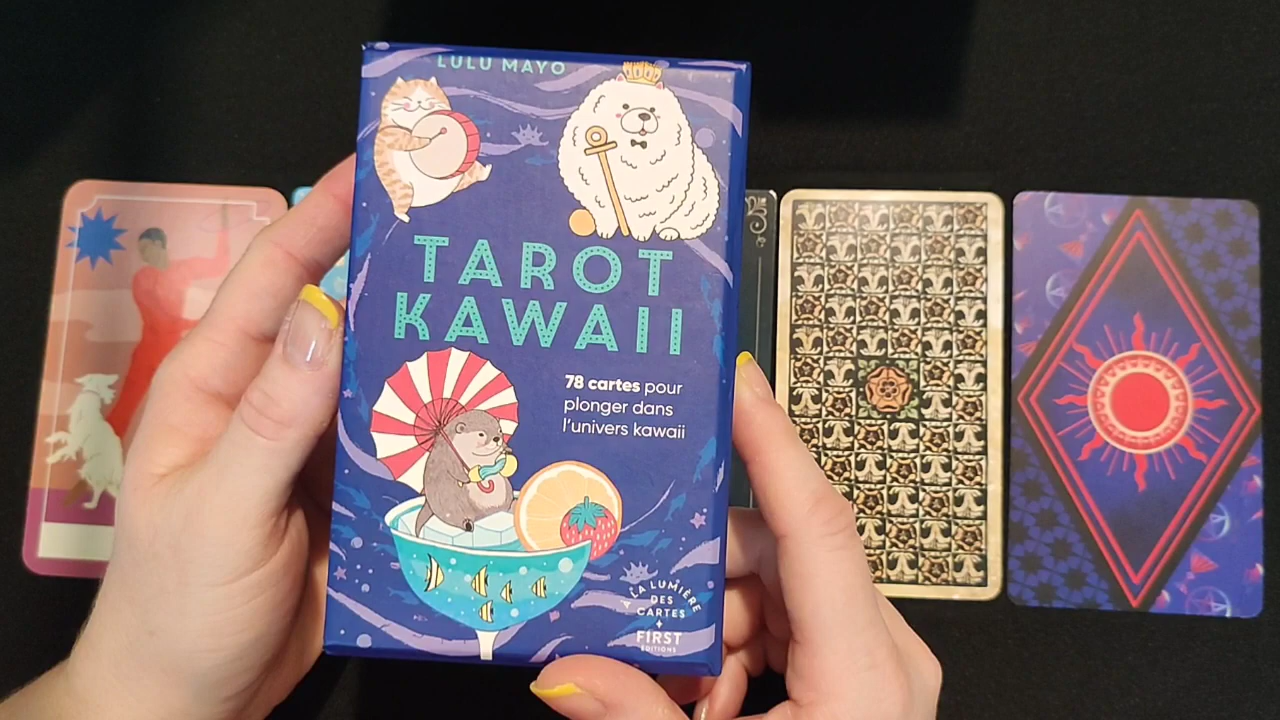 LULU MAYO
TAROT
KAWAII
78 cartes pour
plonger dans
l'univers kawaii
À LA LUMIÈRE
DES
CARTES
+
FIRST
ÉDITIONS